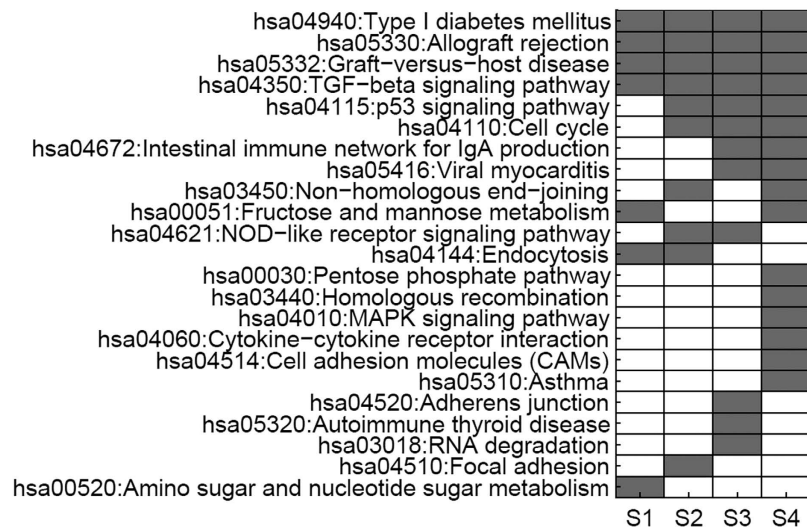 hsa04940:Type I diabetes mellitus
hsa05330:Allograft rejection
hsa05332:Graft−versus−host disease
hsa04350:TGF−beta signaling pathway
hsa04115:p53 signaling pathway
hsa04110:Cell cycle
hsa04672:Intestinal immune network for IgA production
hsa05416:Viral myocarditis
hsa03450:Non−homologous end−joining
hsa00051:Fructose and mannose metabolism
hsa04621:NOD−like receptor signaling pathway
hsa04144:Endocytosis
hsa00030:Pentose phosphate pathway
hsa03440:Homologous recombination
hsa04010:MAPK signaling pathway
hsa04060:Cytokine−cytokine receptor interaction
hsa04514:Cell adhesion molecules (CAMs)
hsa05310:Asthma
hsa04520:Adherens junction
hsa05320:Autoimmune thyroid disease
hsa03018:RNA degradation
hsa04510:Focal adhesion
hsa00520:Amino sugar and nucleotide sugar metabolism
S1 S2 S3 S4